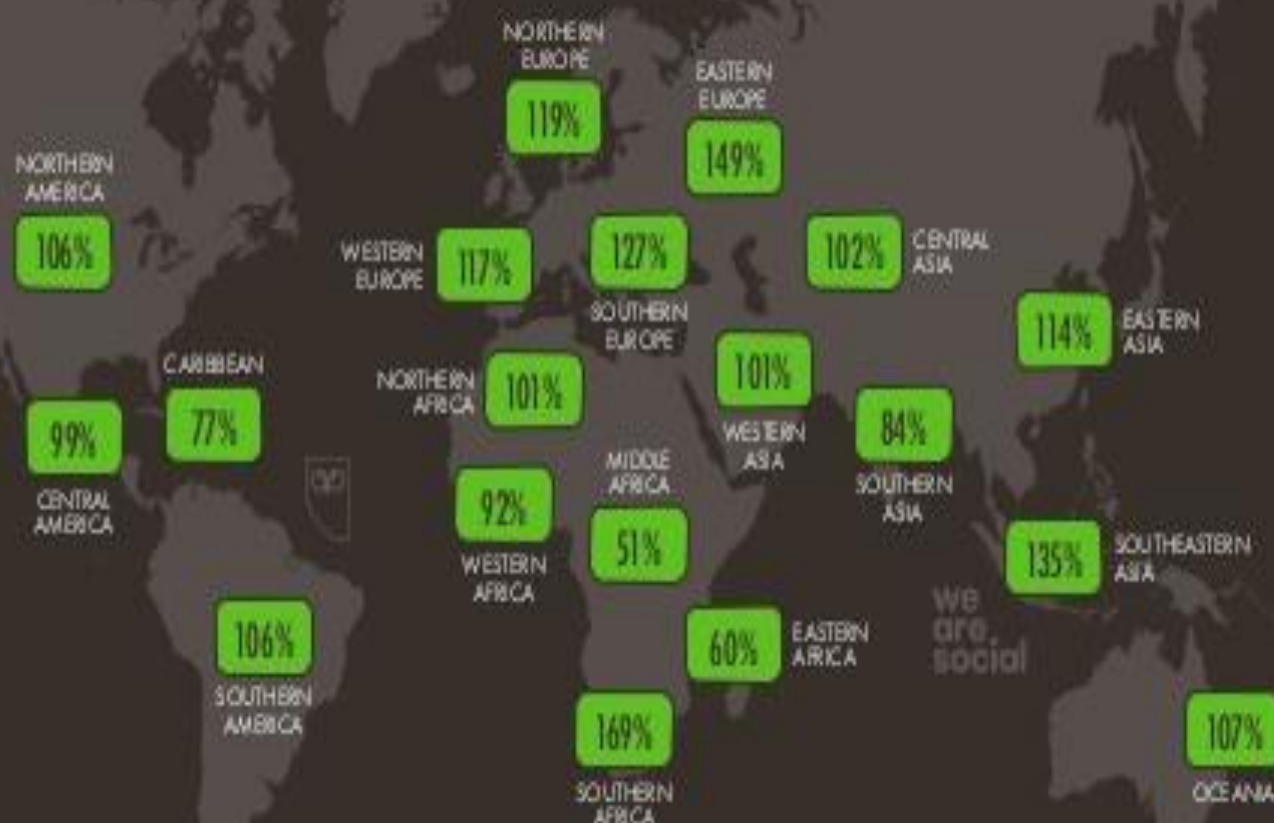 NORTHERN
EUROPE
119%
EASTERN
EUROPE
149%
NORTHERN
AMERICA
106%
WESTERN
EUROPE
117%
127%
SOUTHERN
EUROPE
102%
CENTRAL
ASIA
114%
EASTERN
ASIA
CARIBBEAN
77%
99%
CENTRAL
AMERICA
NORTHERN
AFRICA
101%
101%
WESTERN
ASIA
84%
SOUTHERN
ASIA
MIDDLE
AFRICA
51%
92%
WESTERN
AFRICA
135%
SOUTHEASTERN
ASIA
we
are.
social
106%
SOUTHERN
AMERICA
60%
EASTERN
AFRICA
169%
SOUTHERN
AFRICA
107%
OCEANIA